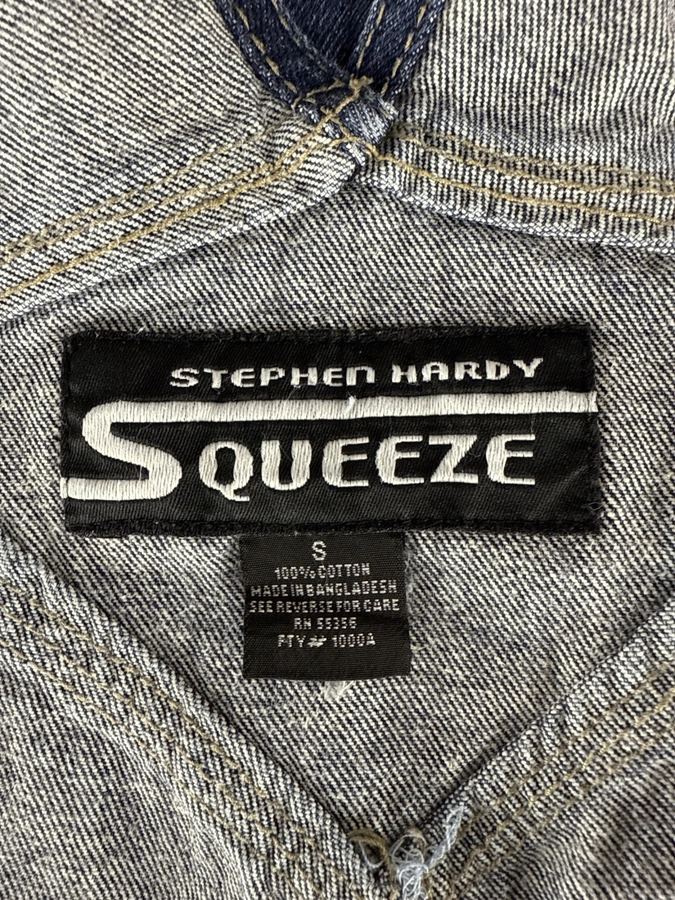 STEPHEN HARDY
SQUEEZE
S
100% COTTON
MADE IN BANGLADESH
SEE REVERSE FOR CARE
RN 55356
FTY # 1000A